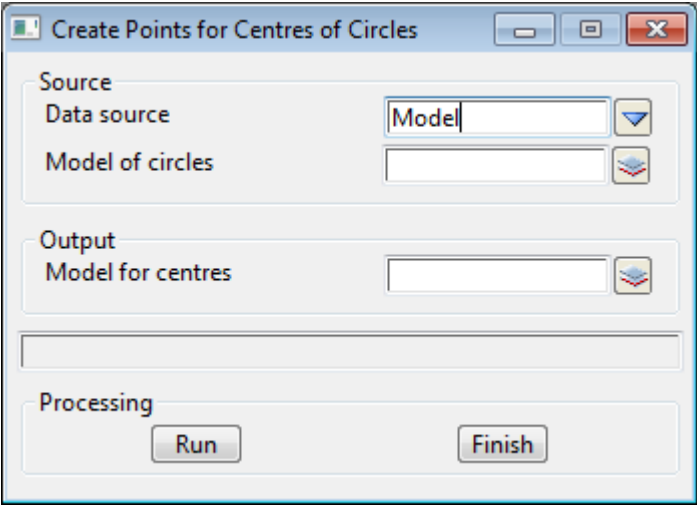 Create Points for Centres of Circles
Source
Data source Model
Model of circles
Output
Model for centres
Processing
Run Finish